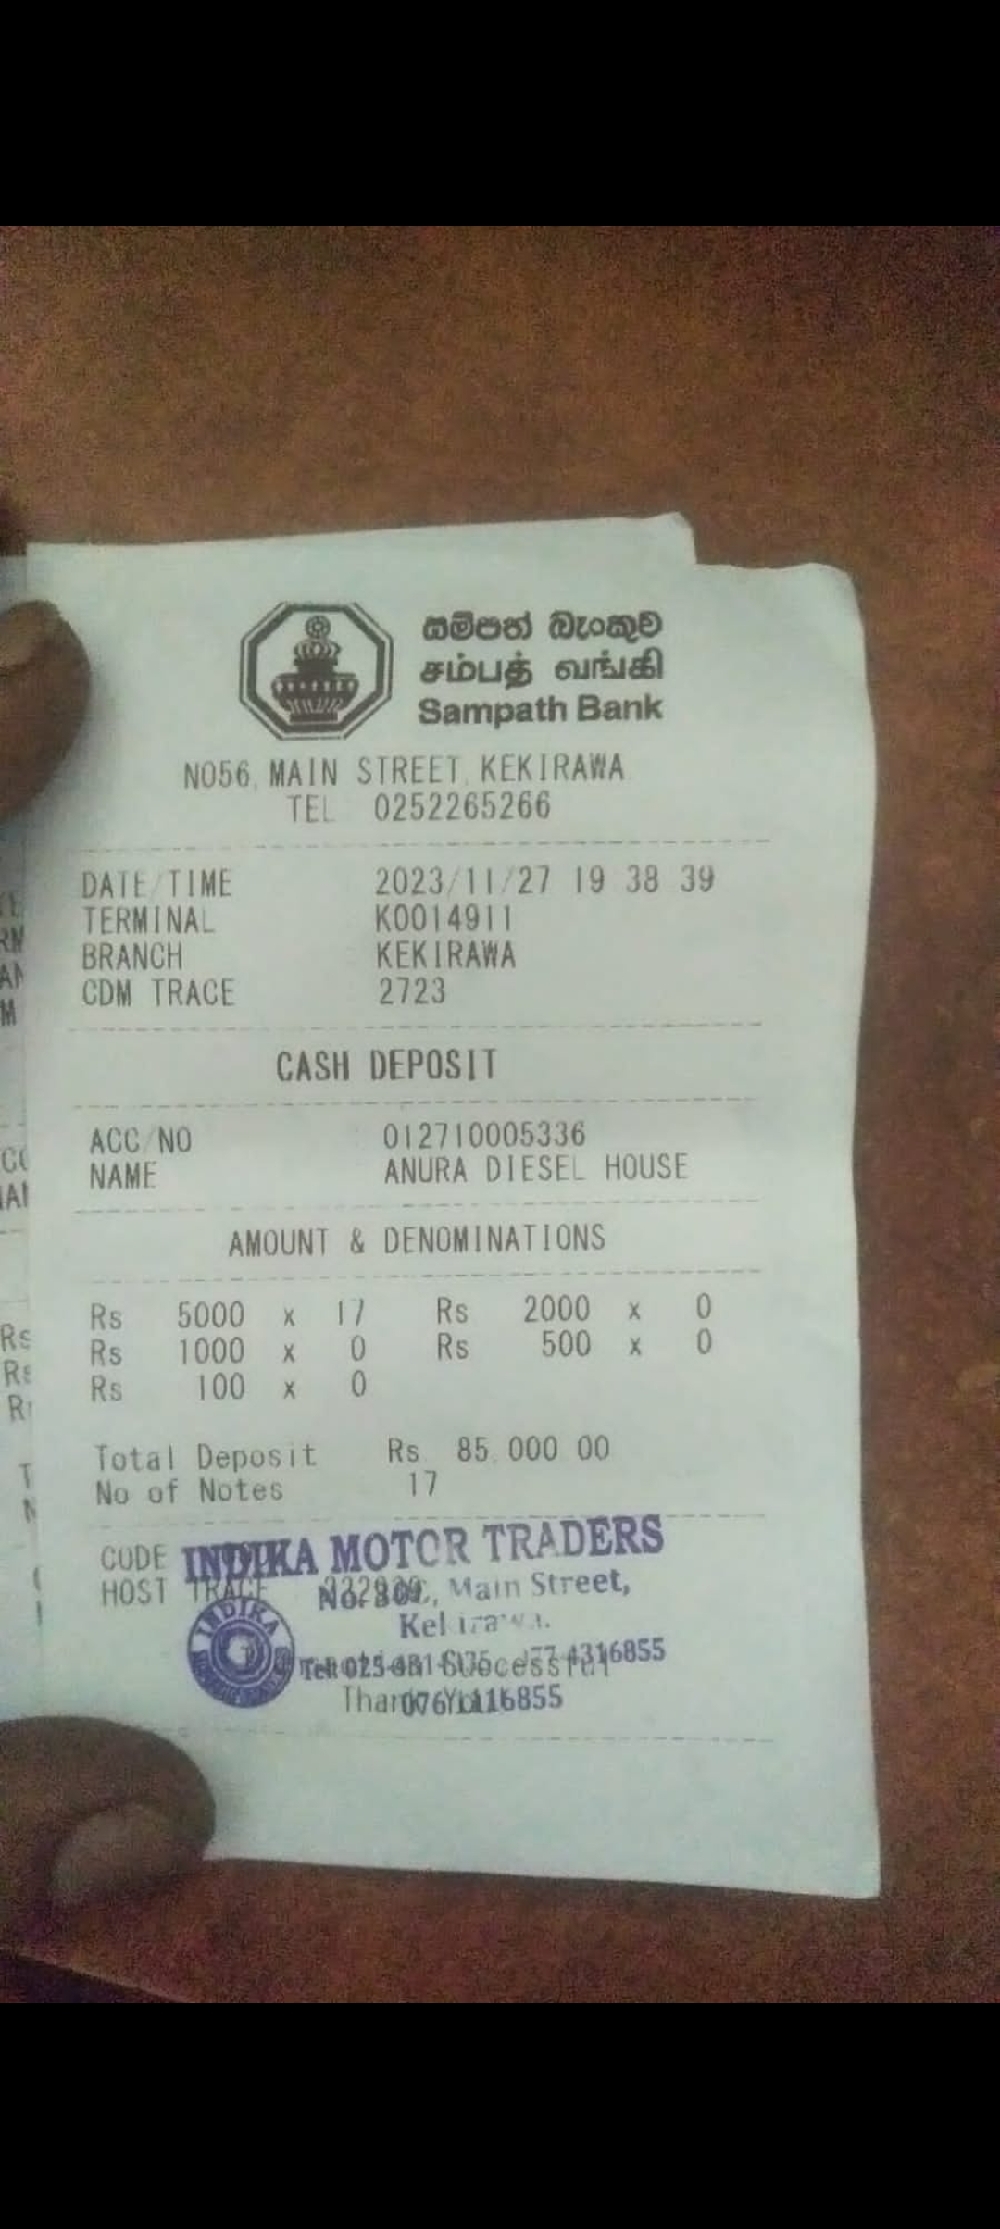 සම්පත් බැංකුව
சம்பத் வங்கி
Sampath Bank
NO56, MAIN STREET, KEKIRAWA
TEL 0252265266
DATE/TIME 2023/11/27 19 38 39
TERMINAL K0014911
BRANCH KEKIRAWA
CDM TRACE 2723
CASH DEPOSIT
ACC/NO 012710005336
NAME ANURA DIESEL HOUSE
AMOUNT & DENOMINATIONS
Rs 5000 x 17 Rs 2000 x 0
Rs 1000 x 0 Rs 500 x 0
Rs 100 x 0
Total Deposit Rs. 85,000 00
No of Notes 17
CODE
INDIKA MOTOR TRADERS
HOST TRACE
Main Street,
INDIKA
Successful
4316855